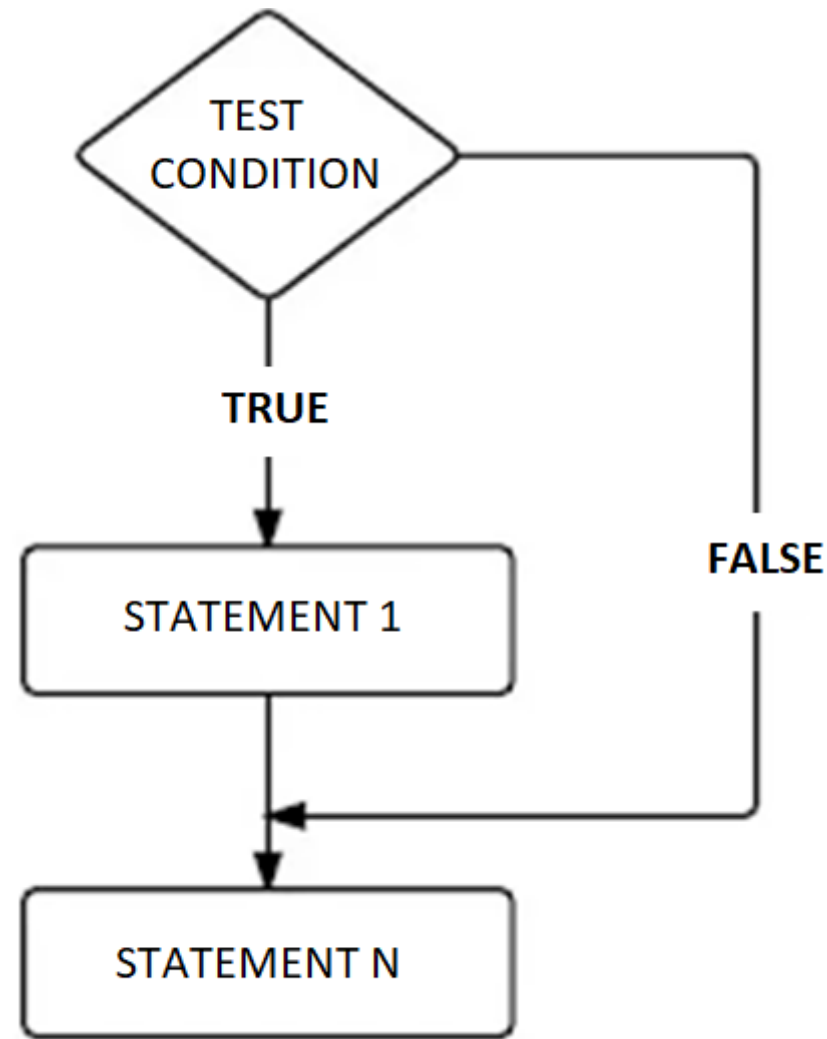 TEST
CONDITION
TRUE
STATEMENT 1
FALSE
STATEMENT N